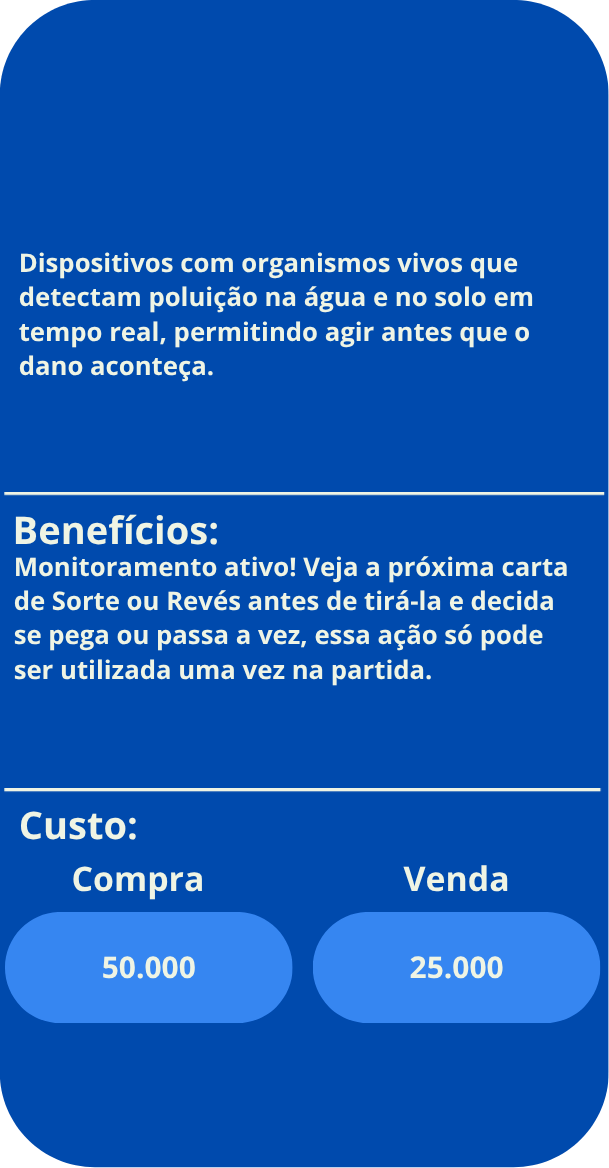 Dispositivos com organismos vivos que
detectam poluição na água e no solo em
tempo real, permitindo agir antes que o
dano aconteça.
Benefícios:
Monitoramento ativo! Veja a próxima carta
de Sorte ou Revés antes de tirá-la e decida
se pega ou passa a vez, essa ação só pode
ser utilizada uma vez na partida.
Custo:
Compra
Venda
50.000
25.000